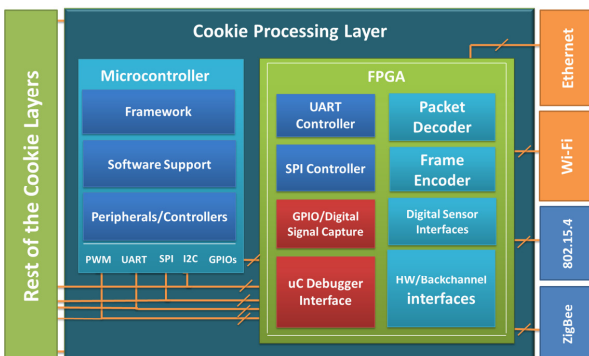 Rest of the Cookie Layers
Cookie Processing Layer
Microcontroller
Framework
Software Support
Peripherals/Controllers
PWM UART SPI I2C GPIOs
FPGA
UART
Controller
SPI Controller
GPIO/Digital
Signal Capture
uC Debugger
Interface
Packet
Decoder
Frame
Encoder
Digital Sensor
Interfaces
HW/Backchannel
interfaces
Ethernet
Wi-Fi
802.15.4
ZigBee